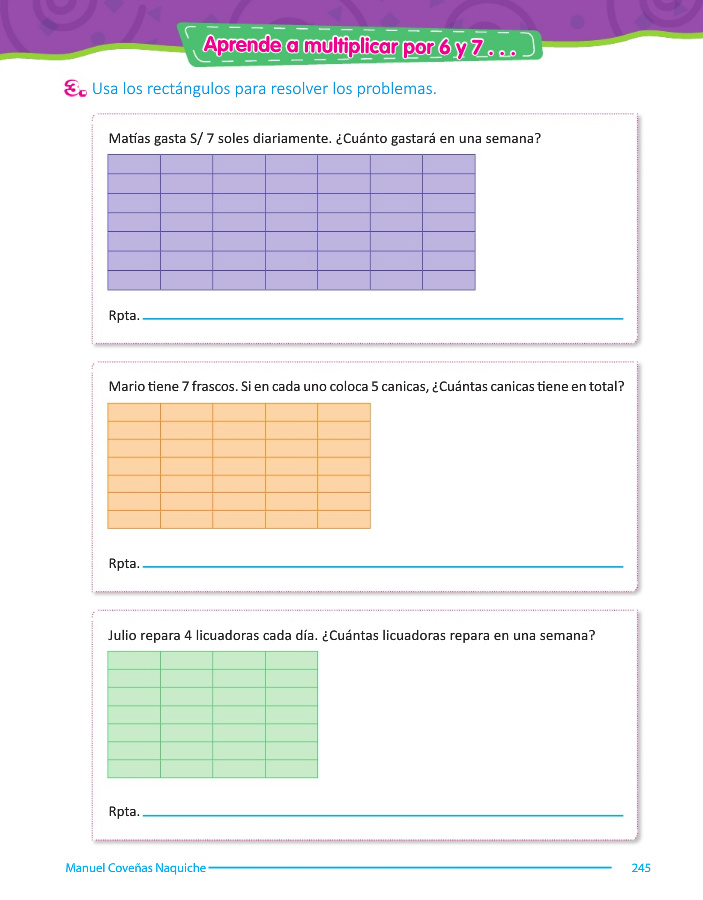 Aprende a multiplicar por 6 y 7 . . .
3. Usa los rectángulos para resolver los problemas.
Matías gasta S/ 7 soles diariamente. ¿Cuánto gastará en una semana?
Rpta.
Mario tiene 7 frascos. Si en cada uno coloca 5 canicas, ¿Cuántas canicas tiene en total?
Rpta.
Julio repara 4 licuadoras cada día. ¿Cuántas licuadoras repara en una semana?
Rpta.
Manuel Coveñas Naquiche 245